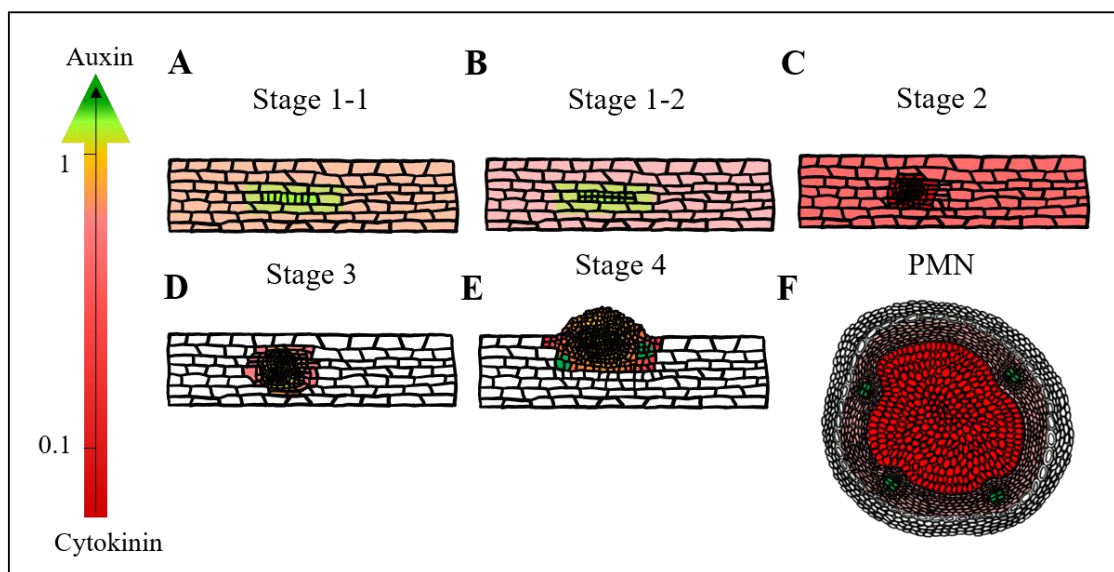 Auxin
1
0.1
Cytokinin
A
Stage 1-1
B
Stage 1-2
C
Stage 2
D
Stage 3
E
Stage 4
F
PMN